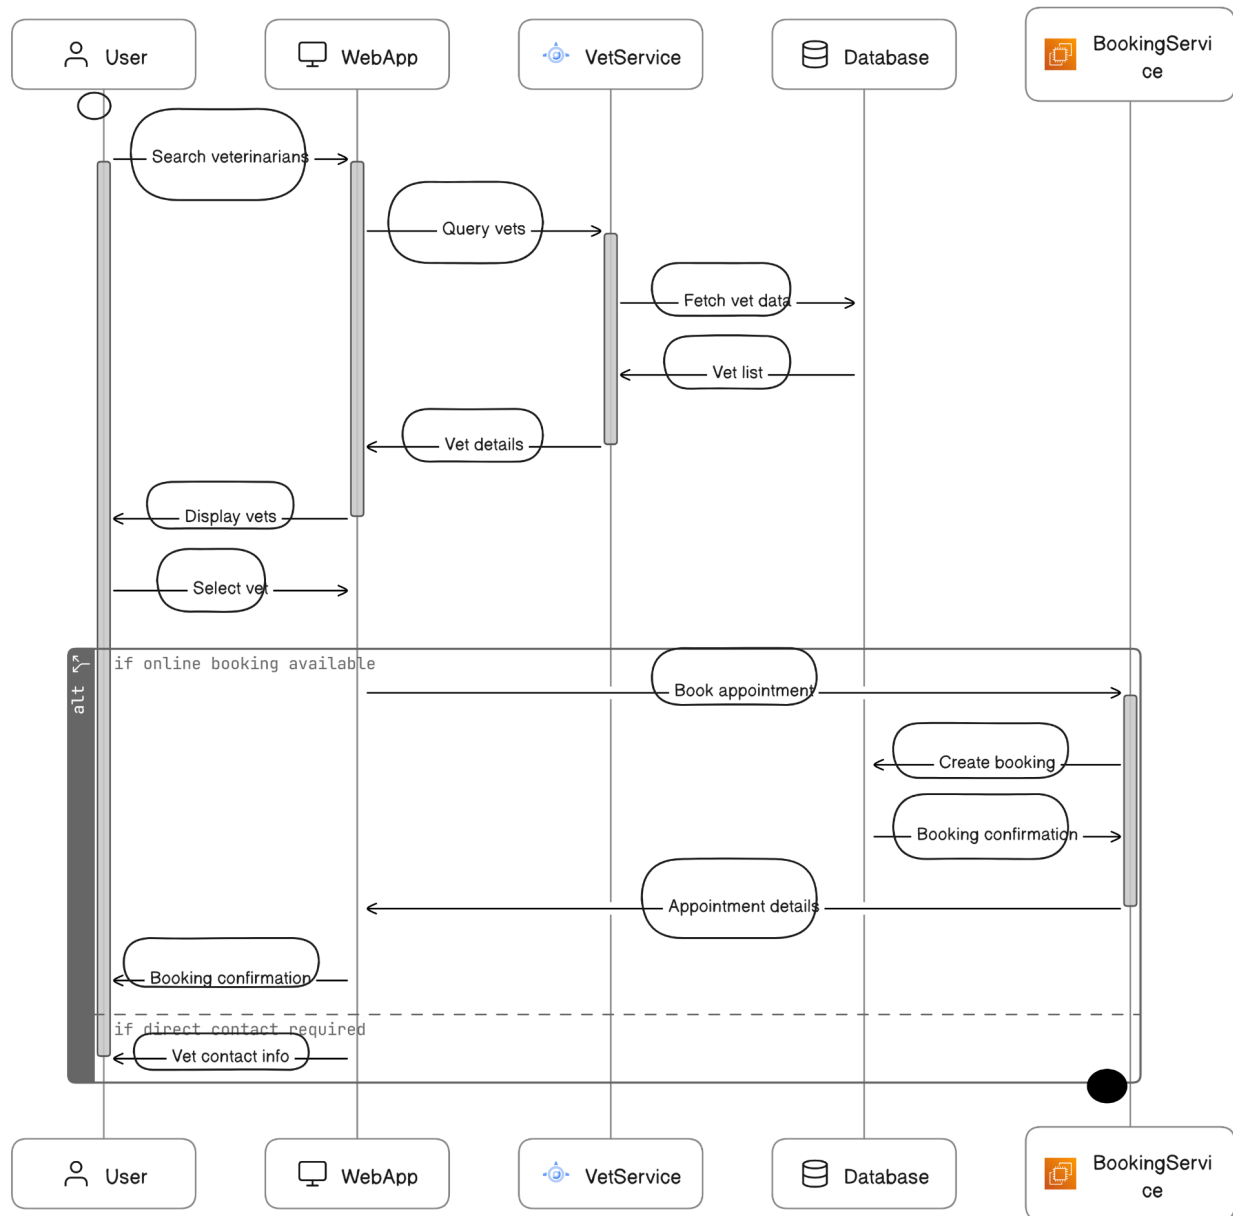 User
WebApp
VetService
Database
BookingServi
ce
Search veterinarians
Query vets
Fetch vet data
Vet list
Vet details
Display vets
Select vet
alt
if online booking available
Book appointment
Create booking
Booking confirmation
Appointment details
Booking confirmation
if direct contact required
Vet contact info
User
WebApp
VetService
Database
BookingServi
ce